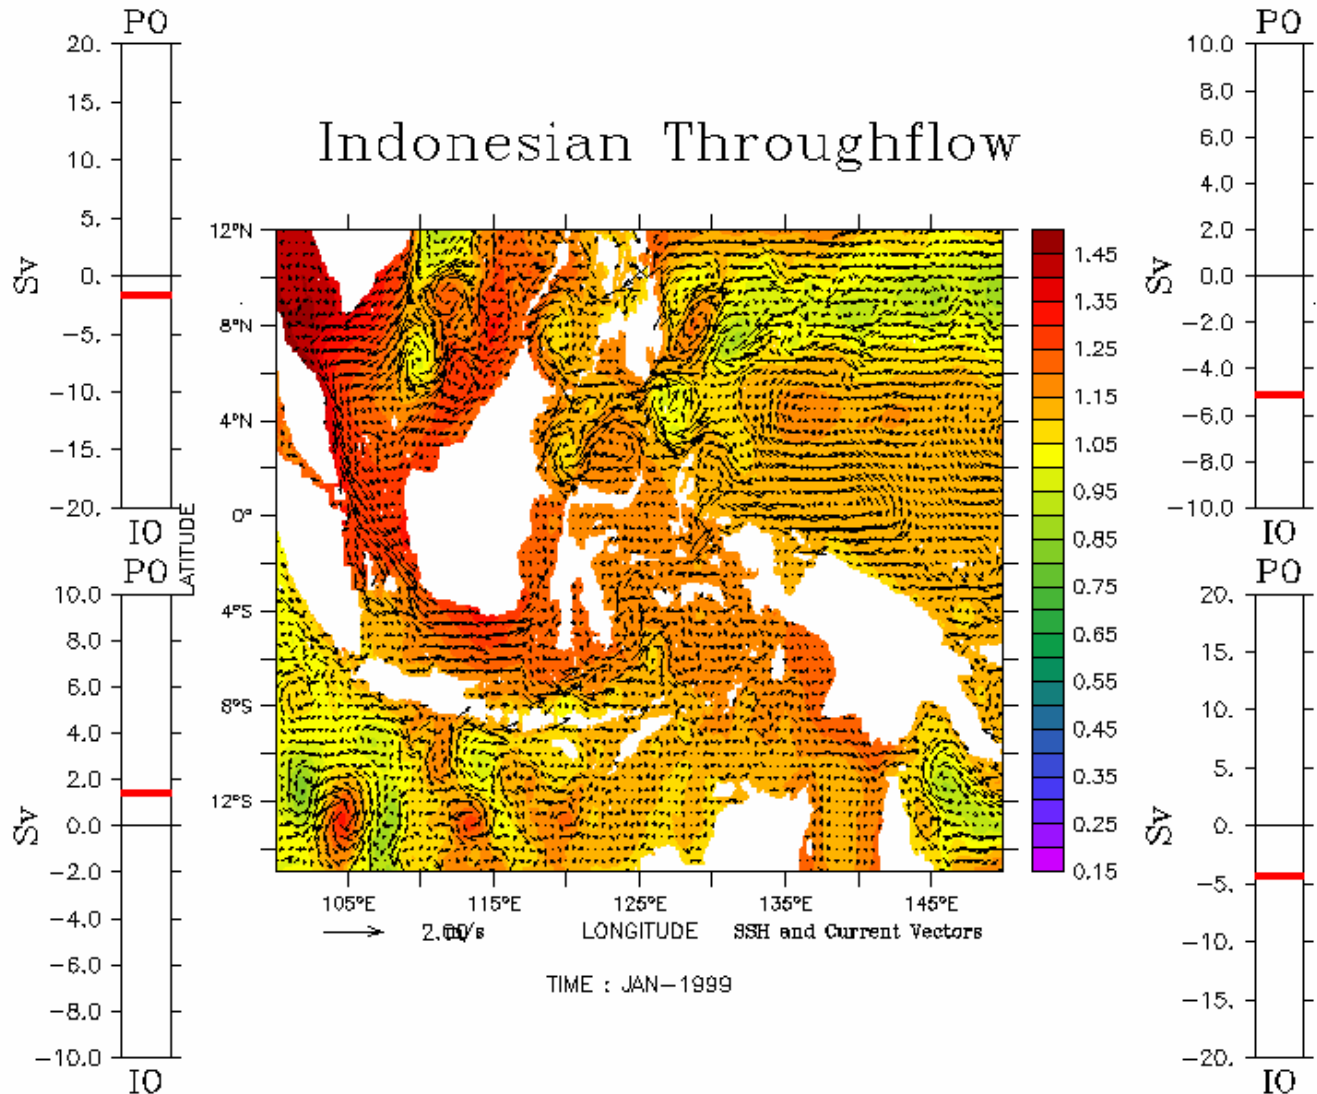 PO
20.
15.
10.
5.
0.
-5.
-10.
-15.
-20.
IO
Sv
PO
10.0
8.0
6.0
4.0
2.0
0.0
-2.0
-4.0
-6.0
-8.0
-10.0
IO
Sv
Indonesian Throughflow
12°N
8°N
4°N
0°
4°S
8°S
12°S
LATITUDE
105°E
115°E
125°E
135°E
145°E
2.00 m/s
LONGITUDE
SSH and Current Vectors
TIME : JAN-1999
1.45
1.35
1.25
1.15
1.05
0.95
0.85
0.75
0.65
0.55
0.45
0.35
0.25
0.15
PO
10.0
8.0
6.0
4.0
2.0
0.0
-2.0
-4.0
-6.0
-8.0
-10.0
IO
Sv
PO
20.
15.
10.
5.
0.
-5.
-10.
-15.
-20.
IO
Sv